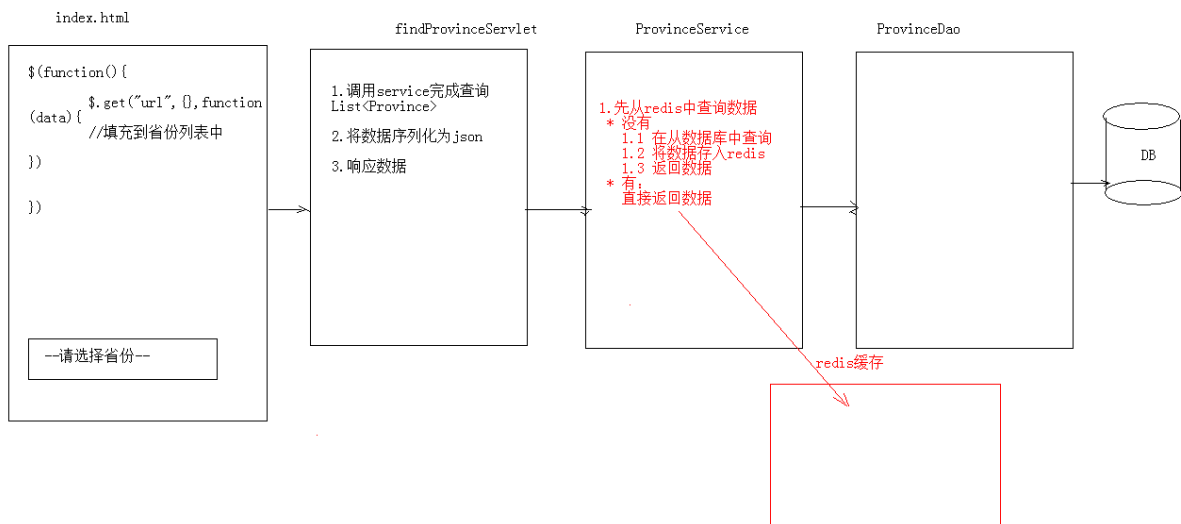 index.html
$(function(){
$.get("url",{},function
(data){
//填充到省份列表中
})
})
--请选择省份--
findProvinceServlet
1.调用service完成查询
List<Province>
2.将数据序列化为json
3.响应数据
ProvinceService
1.先从redis中查询数据
* 没有
1.1 在从数据库中查询
1.2 将数据存入redis
1.3 返回数据
* 有:
直接返回数据
ProvinceDao
DB
redis缓存